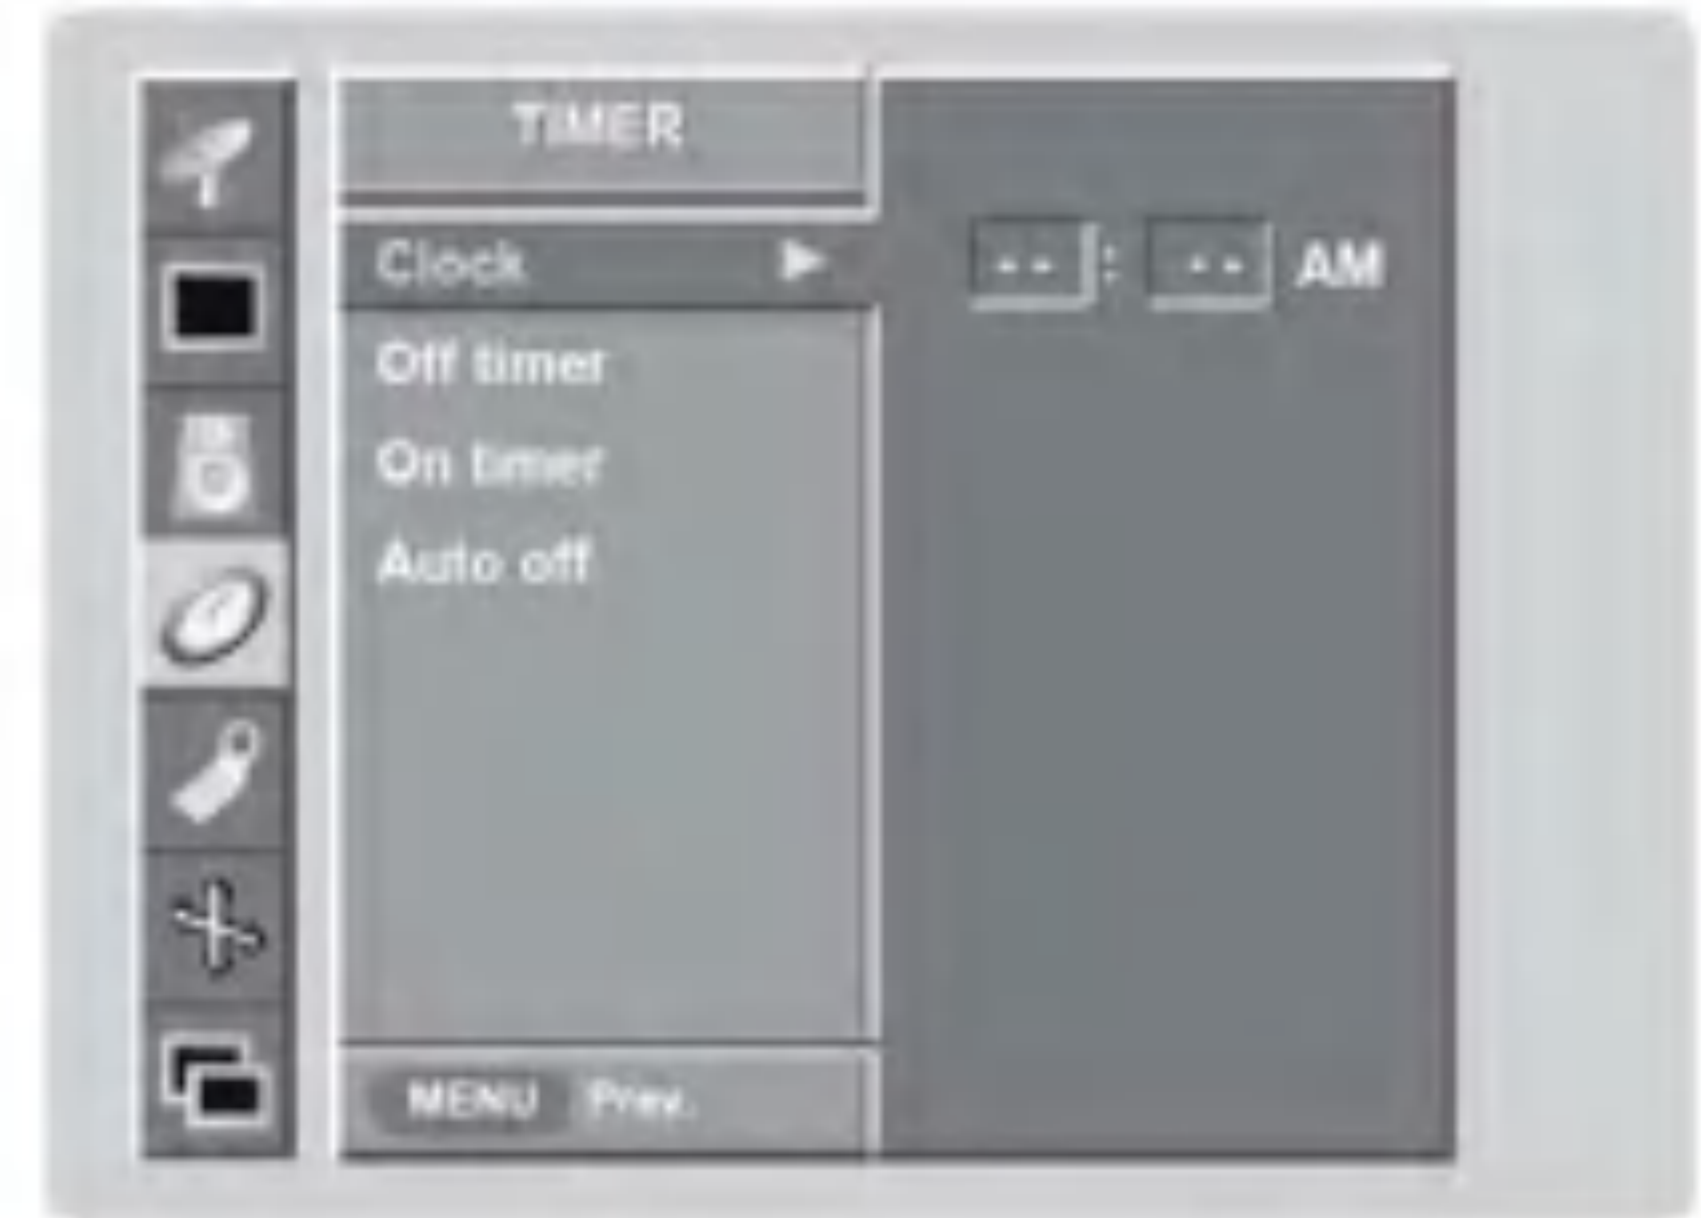 TIMER
Clock ▶ -- : -- AM
Off timer
On timer
Auto off
MENU Prev.